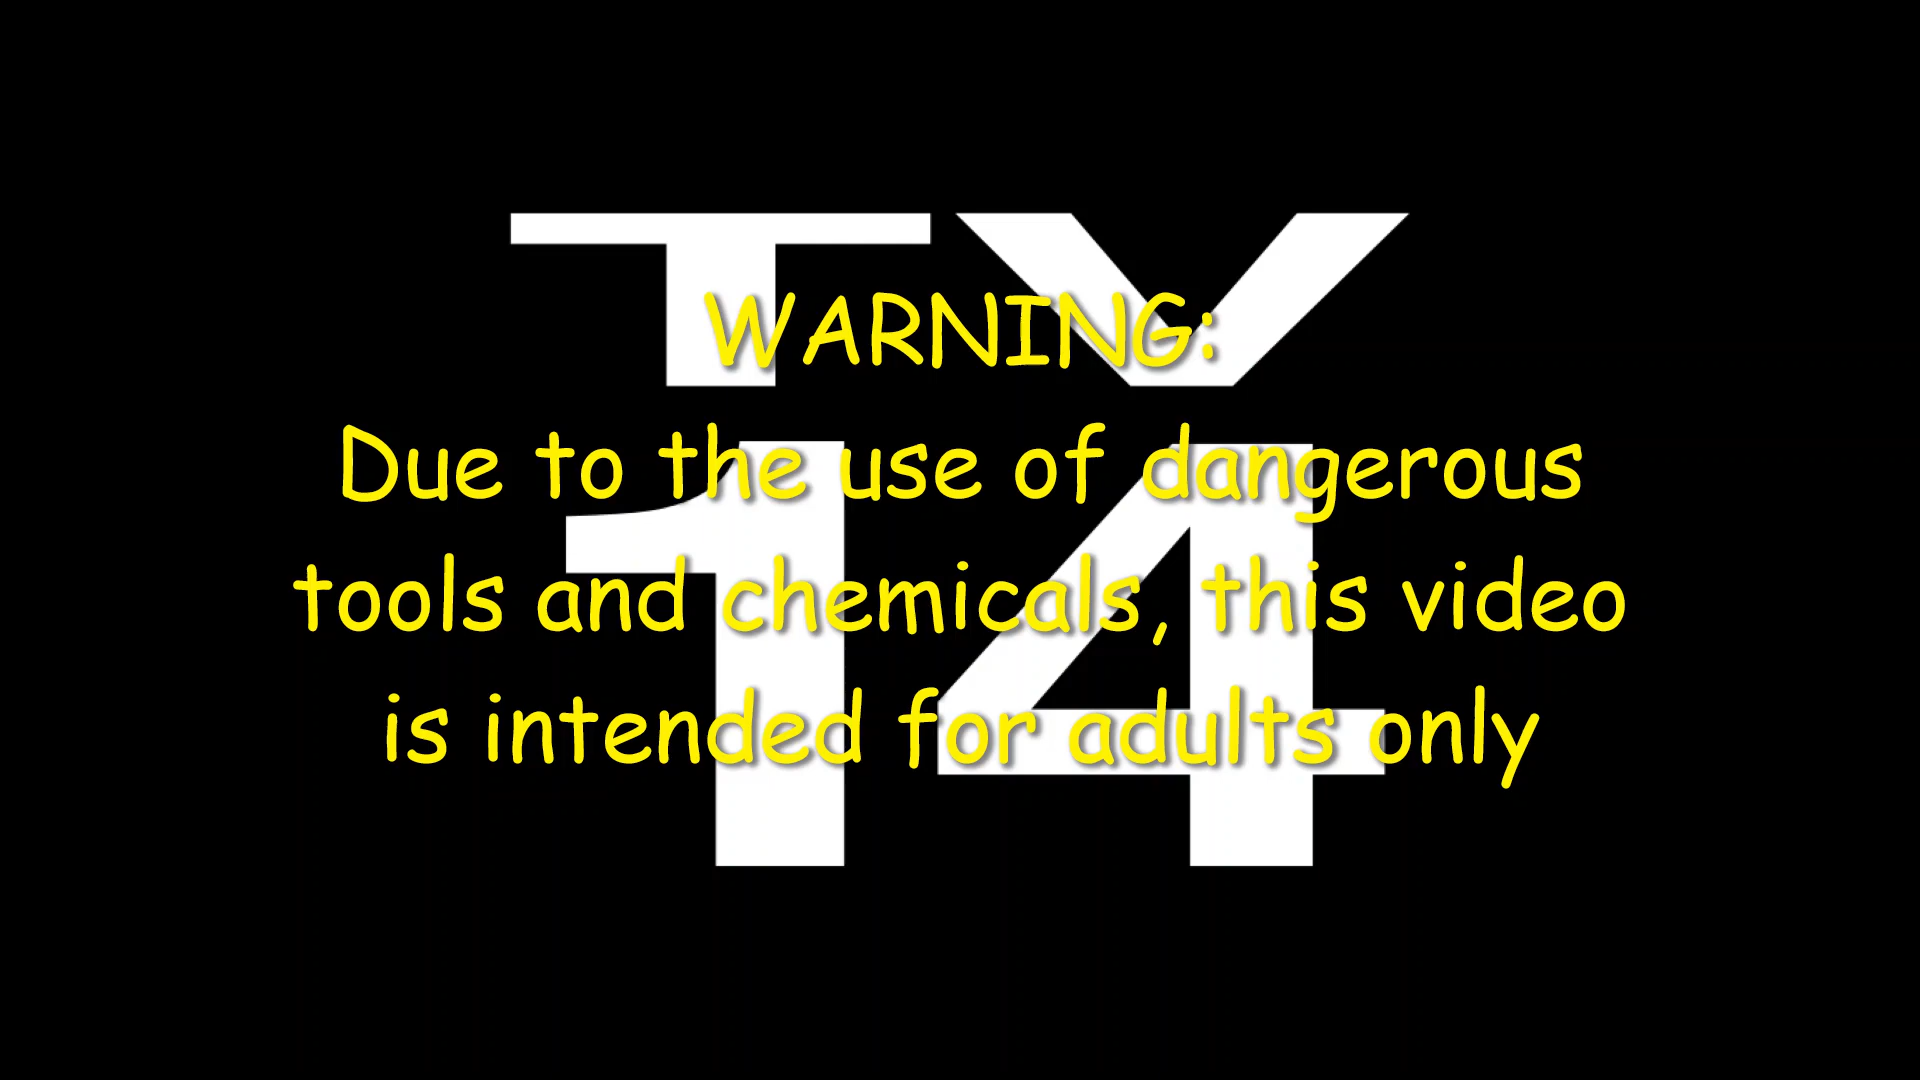 TV
14
WARNING:
Due to the use of dangerous
tools and chemicals, this video
is intended for adults only